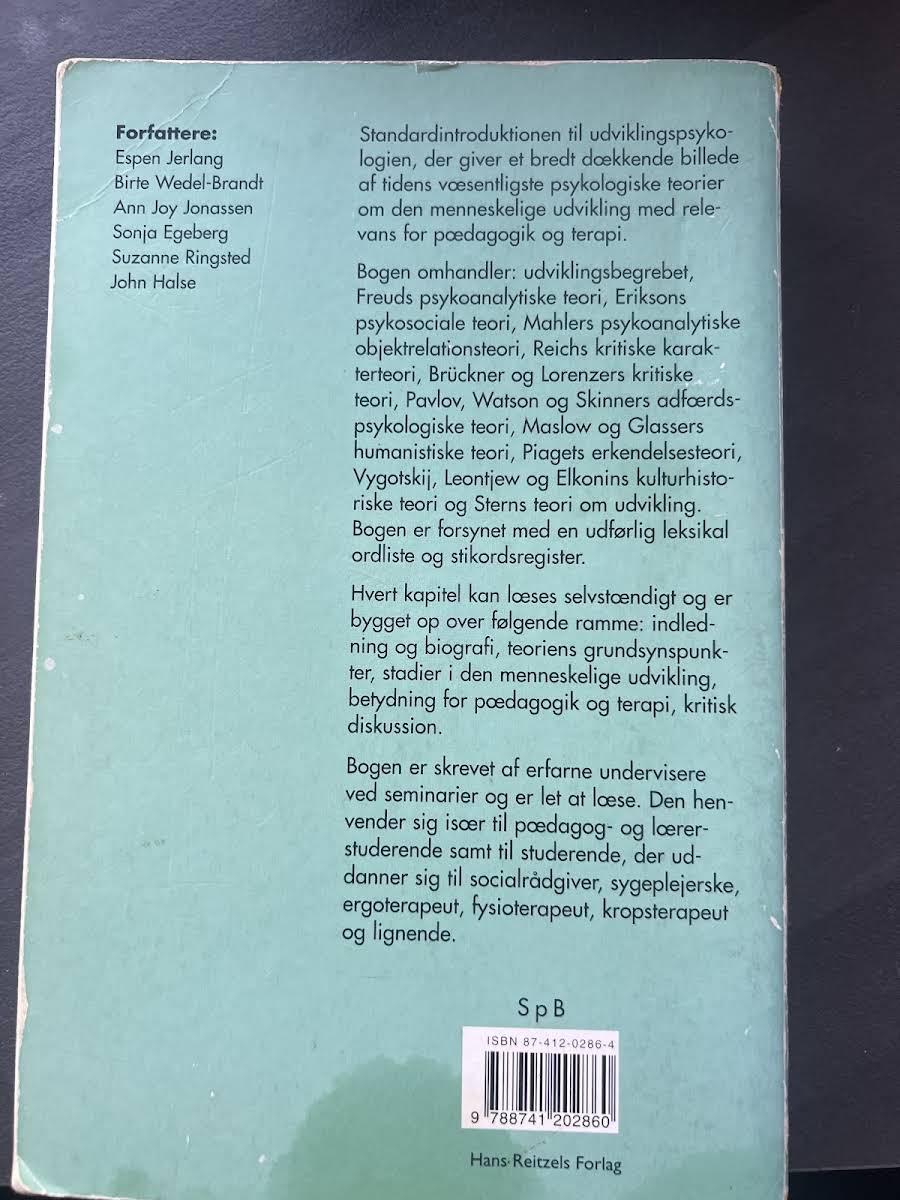 Forfattere:
Espen Jerlang
Birte Wedel-Brandt
Ann Joy Jonassen
Sonja Egeberg
Suzanne Ringsted
John Halse
Standardintroduktionen til udviklingspsyko-
logien, der giver et bredt dækkende billede
af tidens væsentligste psykologiske teorier
om den menneskelige udvikling med rele-
vans for pædagogik og terapi.
Bogen omhandler: udviklingsbegrebet,
Freuds psykoanalytiske teori, Eriksons
psykosociale teori, Mahlers psykoanalytiske
objektrelationsteori, Reichs kritiske karak-
terteori, Brückner og Lorenzers kritiske
teori, Pavlov, Watson og Skinners adfærds-
psykologiske teori, Maslow og Glassers
humanistiske teori, Piagets erkendelsesteori,
Vygotskij, Leontjew og Elkonins kulturhisto-
riske teori og Sterns teori om udvikling.
Bogen er forsynet med en udførlig leksikal
ordliste og stikordsregister.
Hvert kapitel kan læses selvstændigt og er
bygget op over følgende ramme: indled-
ning og biografi, teoriens grundsynspunk-
ter, stadier i den menneskelige udvikling,
betydning for pædagogik og terapi, kritisk
diskussion.
Bogen er skrevet af erfarne undervisere
ved seminarier og er let at læse. Den hen-
vender sig især til pædagog- og lærer-
studerende samt til studerende, der ud-
danner sig til socialrådgiver, sygeplejerske,
ergoterapeut, fysioterapeut, kropsterapeut
og lignende.
S p B
ISBN 87-412-0286-4
9 788741 202860
Hans Reitzels Forlag